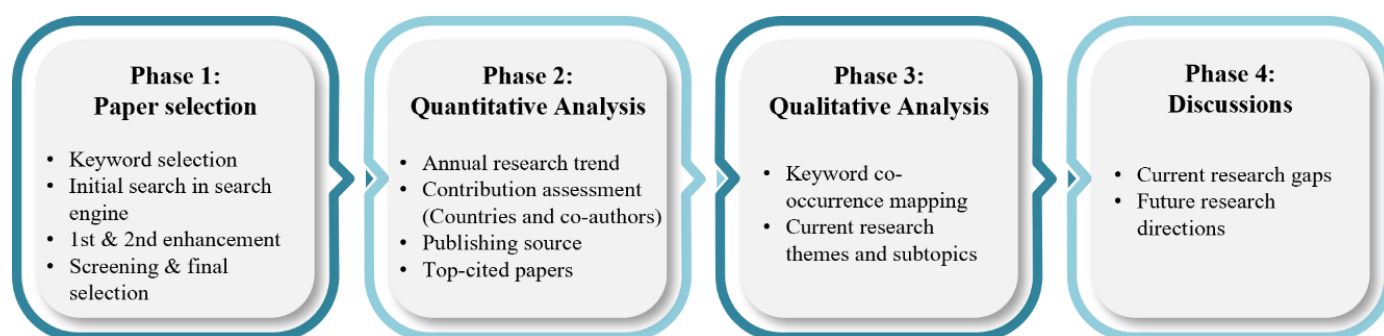 Phase 1:
Paper selection
• Keyword selection
• Initial search in search
engine
• 1st & 2nd enhancement
• Screening & final
selection
Phase 2:
Quantitative Analysis
• Annual research trend
• Contribution assessment
(Countries and co-authors)
• Publishing source
• Top-cited papers
Phase 3:
Qualitative Analysis
• Keyword co-
occurrence mapping
• Current research
themes and subtopics
Phase 4:
Discussions
• Current research gaps
• Future research
directions